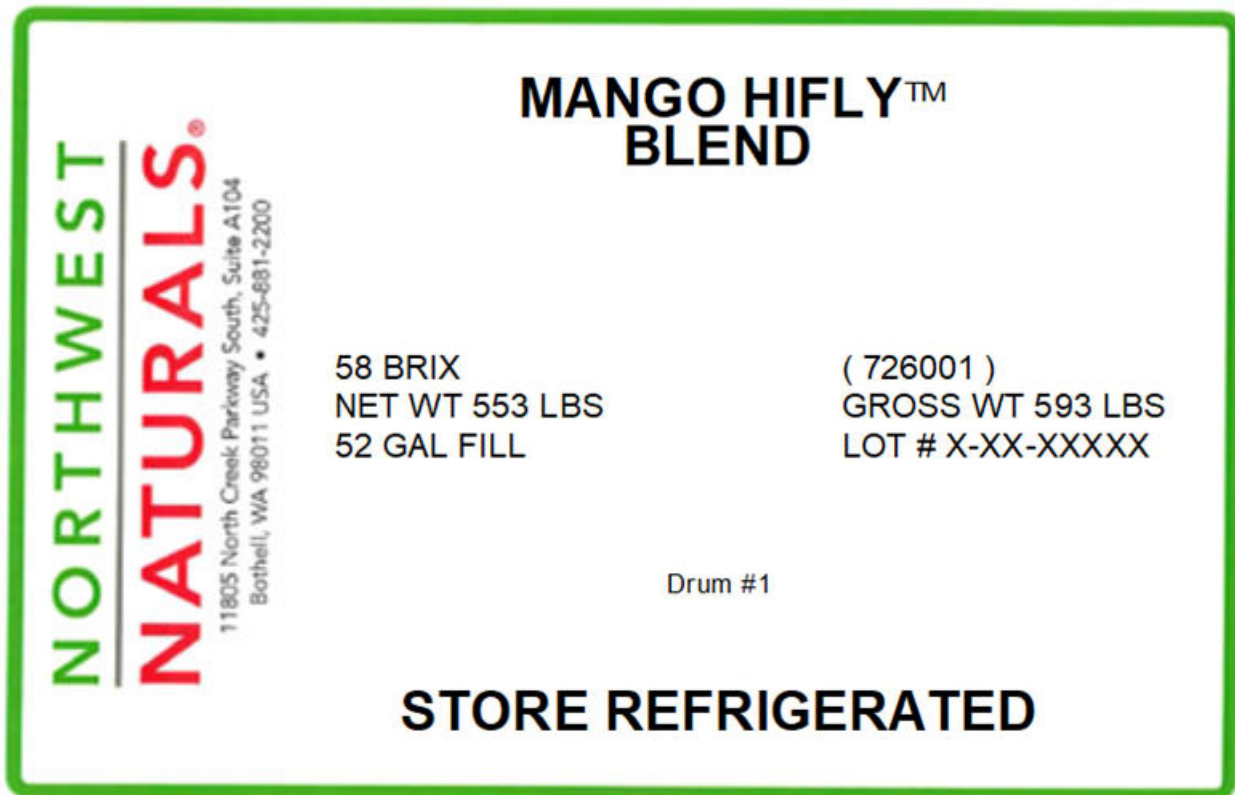 NORTHWEST
NATURALS®
11805 North Creek Parkway South, Suite A104
Bothell, WA 98011 USA • 425-881-2200
MANGO HIFLY™
BLEND
58 BRIX
NET WT 553 LBS
52 GAL FILL
( 726001 )
GROSS WT 593 LBS
LOT # X-XX-XXXXX
Drum #1
STORE REFRIGERATED